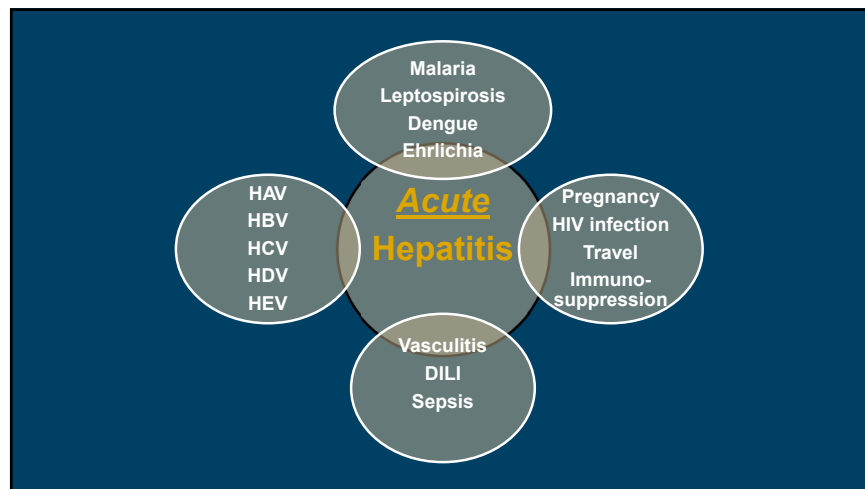 Malaria
Leptospirosis
Dengue
Ehrlichia
HAV
HBV
HCV
HDV
HEV
Acute
Hepatitis
Pregnancy
HIV infection
Travel
Immuno-
suppression
Vasculitis
DILI
Sepsis